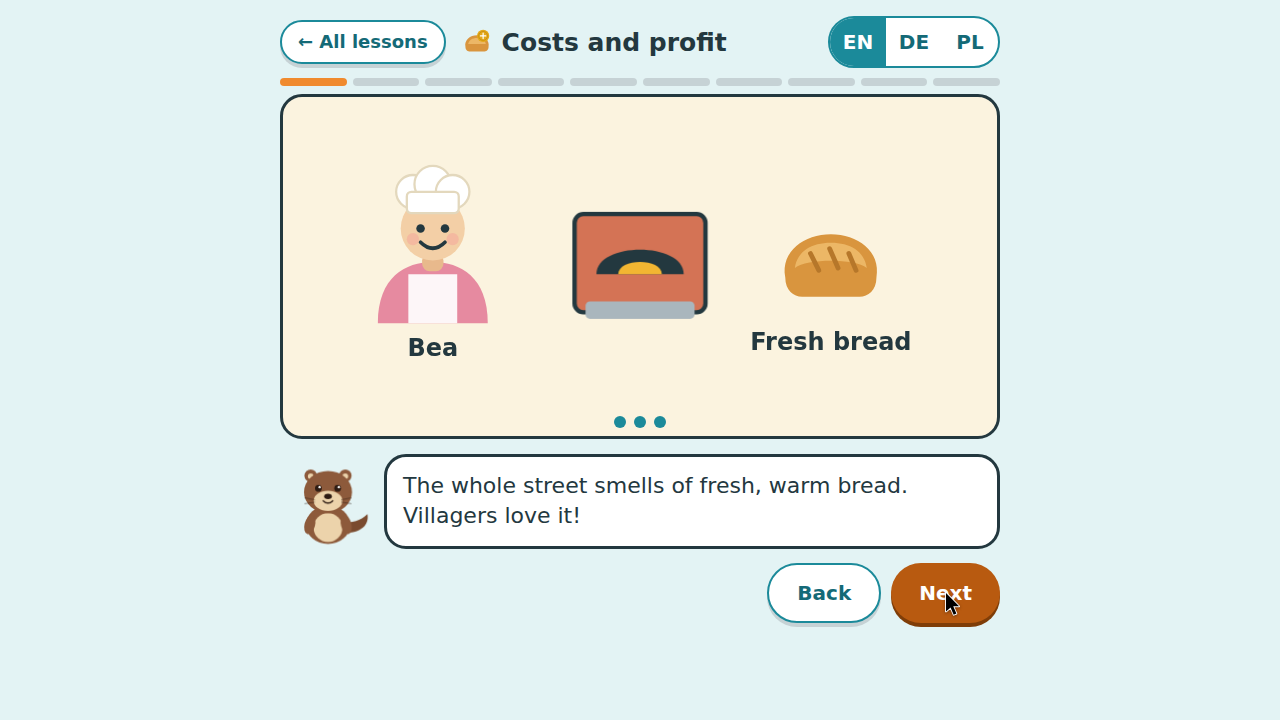 ← All lessons
Costs and profit
EN DE PL
Bea
Fresh bread
The whole street smells of fresh, warm bread.
Villagers love it!
Back
Next